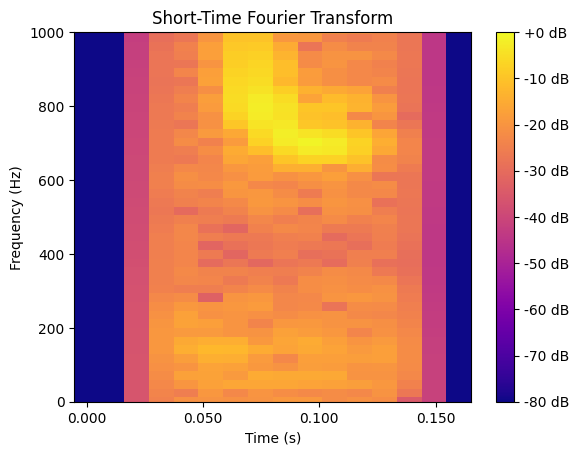 Short-Time Fourier Transform
1000
800
600
400
200
0
Frequency (Hz)
0.000
0.050
0.100
0.150
Time (s)
+0 dB
-10 dB
-20 dB
-30 dB
-40 dB
-50 dB
-60 dB
-70 dB
-80 dB